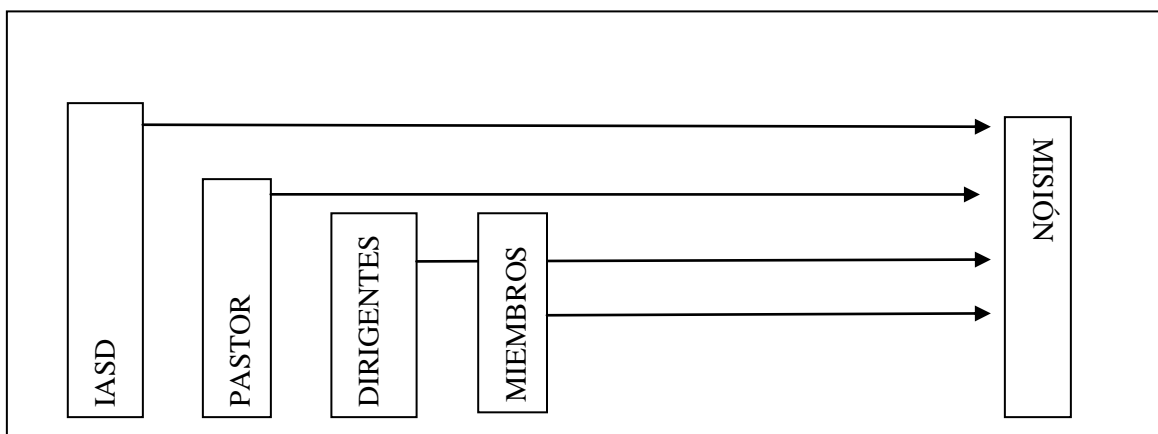 IASD
PASTOR
DIRIGENTES
MIEMBROS
MISIÓN